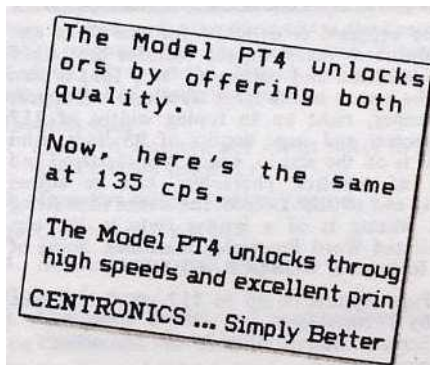 The Model PT4 unlocks
ors by offering both
quality.
Now, here's the same
at 135 cps.
The Model PT4 unlocks throug
high speeds and excellent prin
CENTRONICS ... Simply Better